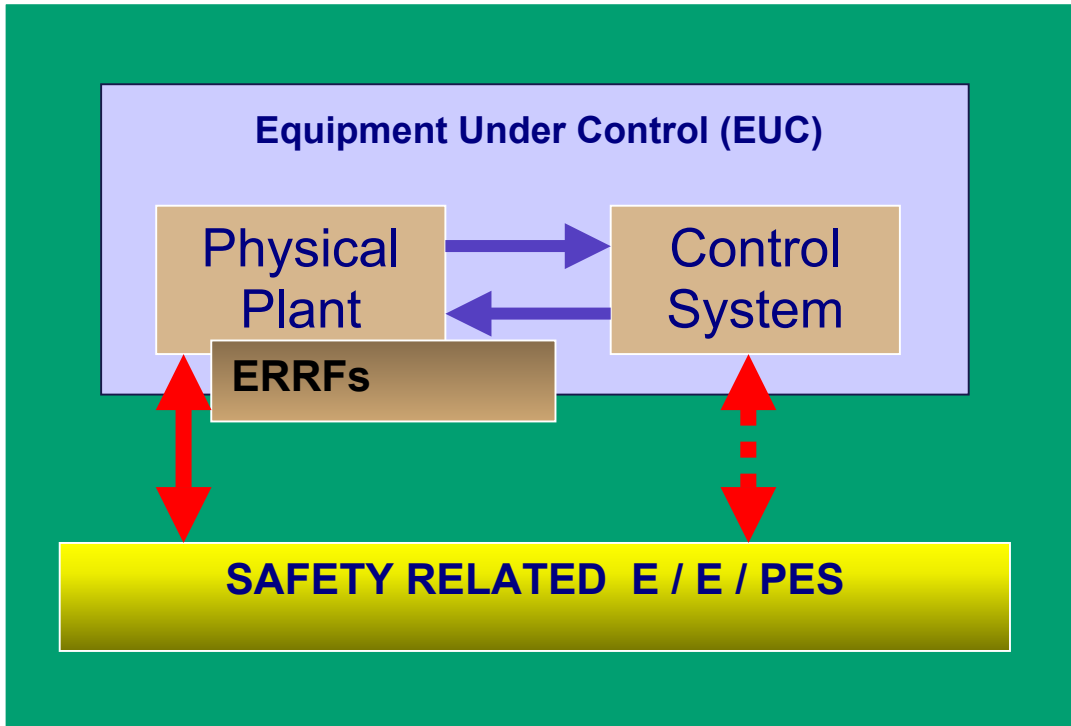 Equipment Under Control (EUC)
Physical
Plant
Control
System
ERRFs
SAFETY RELATED E / E / PES